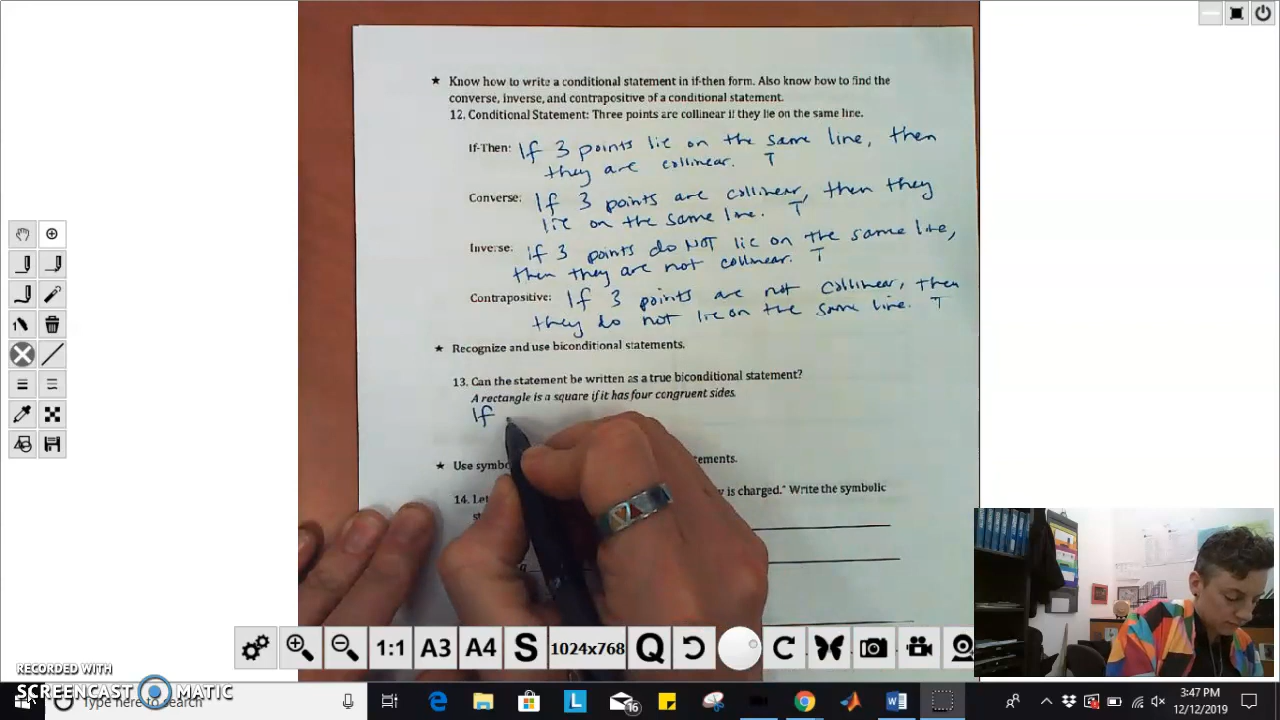 ★ Know how to write a conditional statement in if-then form. Also know how to find the
converse, inverse, and contrapositive of a conditional statement.
12. Conditional Statement: Three points are collinear if they lie on the same line.
If-Then: If 3 points lie on the same line, then
they are collinear. T
Converse: If 3 points are collinear, then they
lie on the same line. T
Inverse: If 3 points do NOT lie on the same line,
then they are not collinear. T
Contrapositive: If 3 points are not collinear, then
they do not lie on the same line. T
★ Recognize and use biconditional statements.
13. Can the statement be written as a true biconditional statement?
A rectangle is a square if it has four congruent sides.
If
★ Use symbo
14. Let is charged." Write the symbolic
1:1 A3 A4 S 1024x768 Q
RECORDED WITH
SCREENCAST MATIC
Type here to search
L
16
W
3:47 PM
12/12/2019